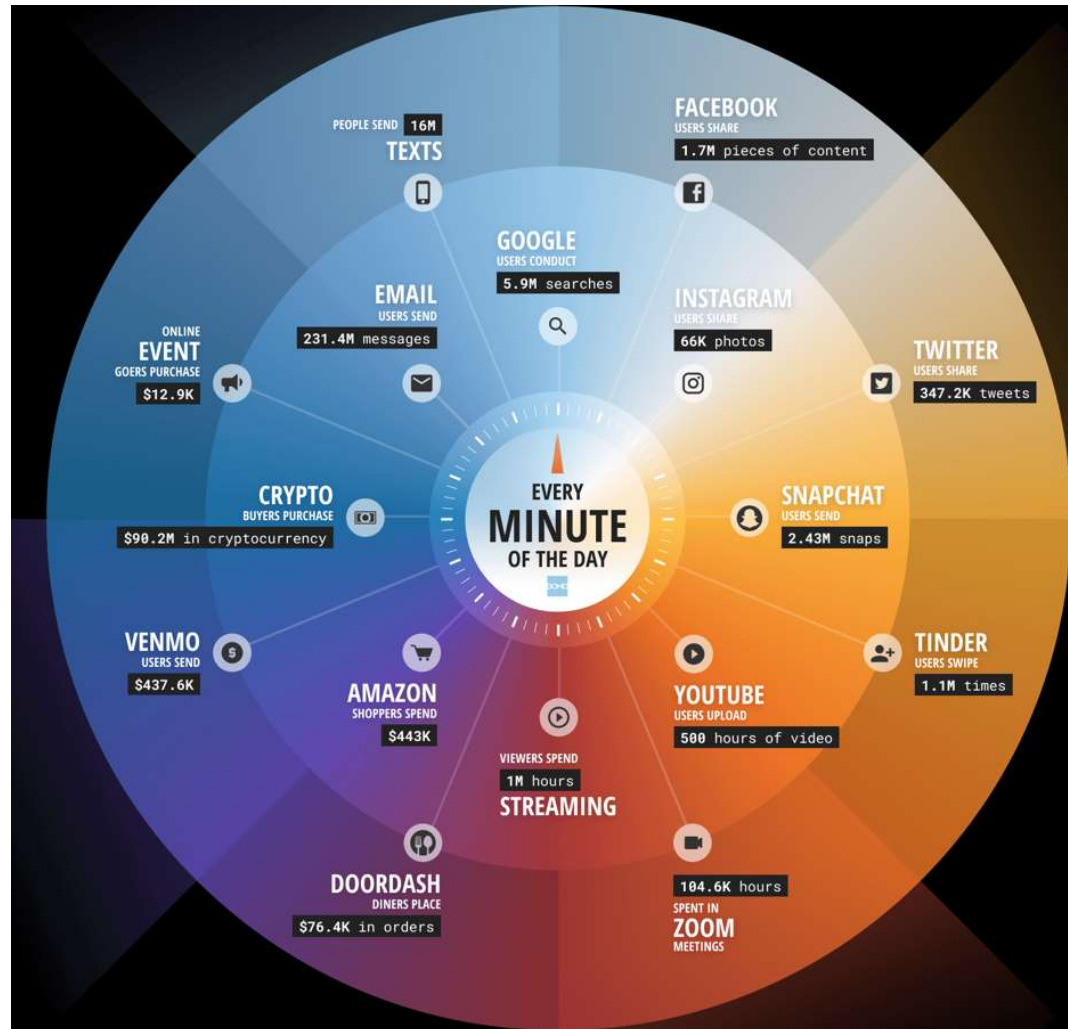 PEOPLE SEND 16M
TEXTS
FACEBOOK
USERS SHARE
1.7M pieces of content
GOOGLE
USERS CONDUCT
5.9M searches
EMAIL
USERS SEND
231.4M messages
INSTAGRAM
USERS SHARE
66K photos
ONLINE
EVENT
GOERS PURCHASE
$12.9K
TWITTER
USERS SHARE
347.2K tweets
CRYPTO
BUYERS PURCHASE
$90.2M in cryptocurrency
EVERY
MINUTE
OF THE DAY
DOMO
SNAPCHAT
USERS SEND
2.43M snaps
VENMO
USERS SEND
$437.6K
AMAZON
SHOPPERS SPEND
$443K
VIEWERS SPEND
1M hours
STREAMING
YOUTUBE
USERS UPLOAD
500 hours of video
TINDER
USERS SWIPE
1.1M times
DOORDASH
DINERS PLACE
$76.4K in orders
104.6K hours
SPENT IN
ZOOM
MEETINGS